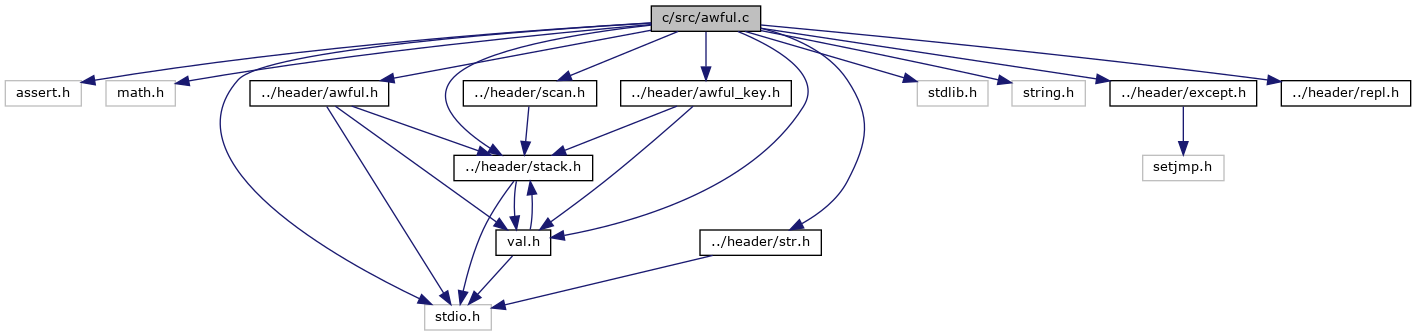 c/src/awful.c
assert.h
math.h
../header/awful.h
../header/scan.h
../header/awful_key.h
stdlib.h
string.h
../header/except.h
../header/repl.h
../header/stack.h
setjmp.h
val.h
../header/str.h
stdio.h